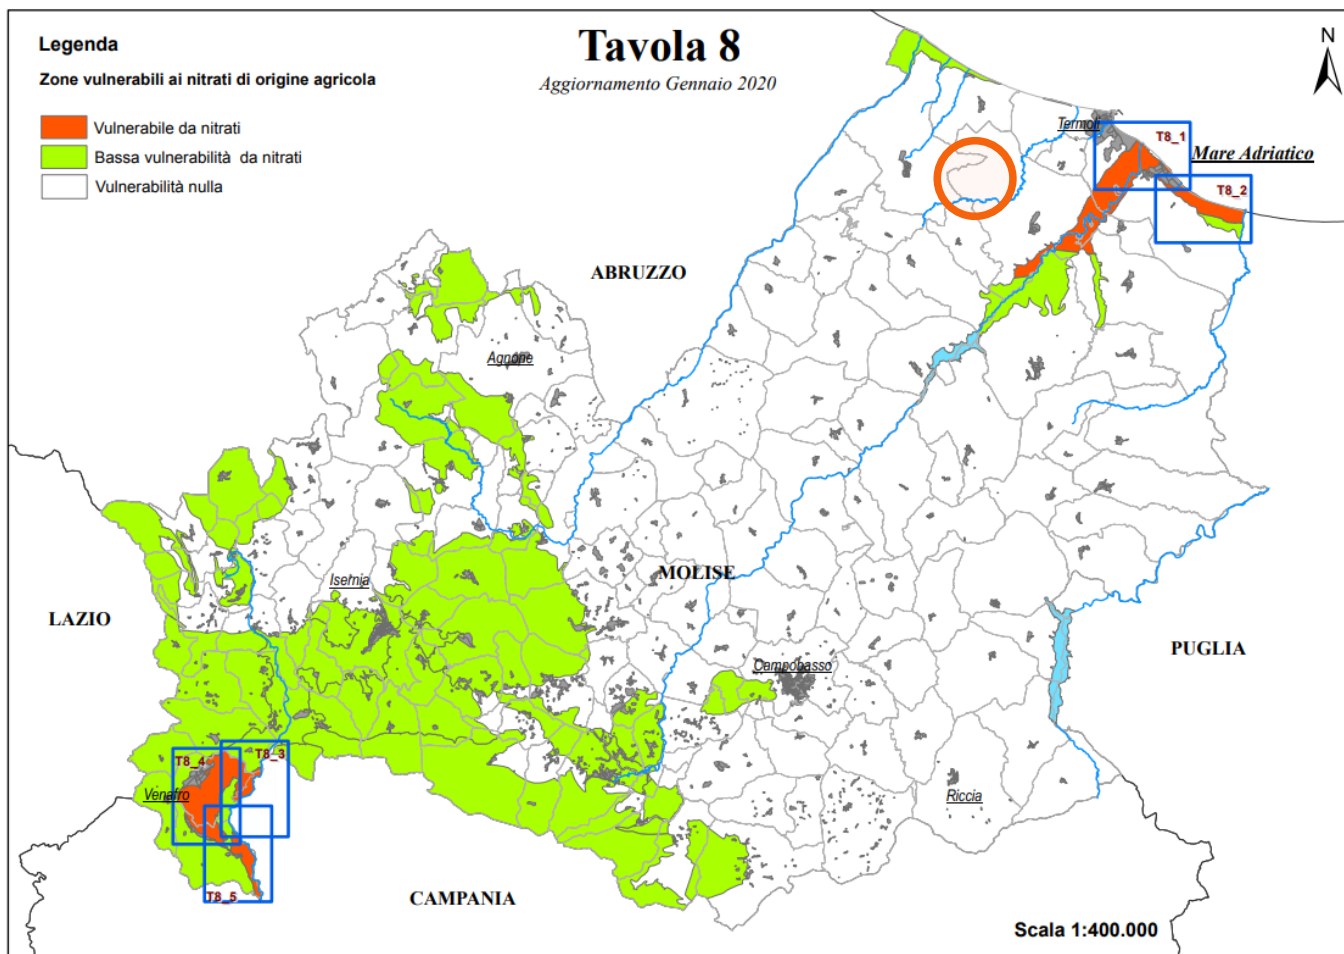 Legenda
Tavola 8
Aggiornamento Gennaio 2020
N
Zone vulnerabili ai nitrati di origine agricola
Vulnerabile da nitrati
Bassa vulnerabilità da nitrati
Vulnerabilità nulla
Termoli
T8_1
Mare Adriatico
T8_2
ABRUZZO
Agnone
MOLISE
Isernia
LAZIO
PUGLIA
Campobasso
T8_3
T8_4
Venafro
Riccia
T8_5
CAMPANIA
Scala 1:400.000